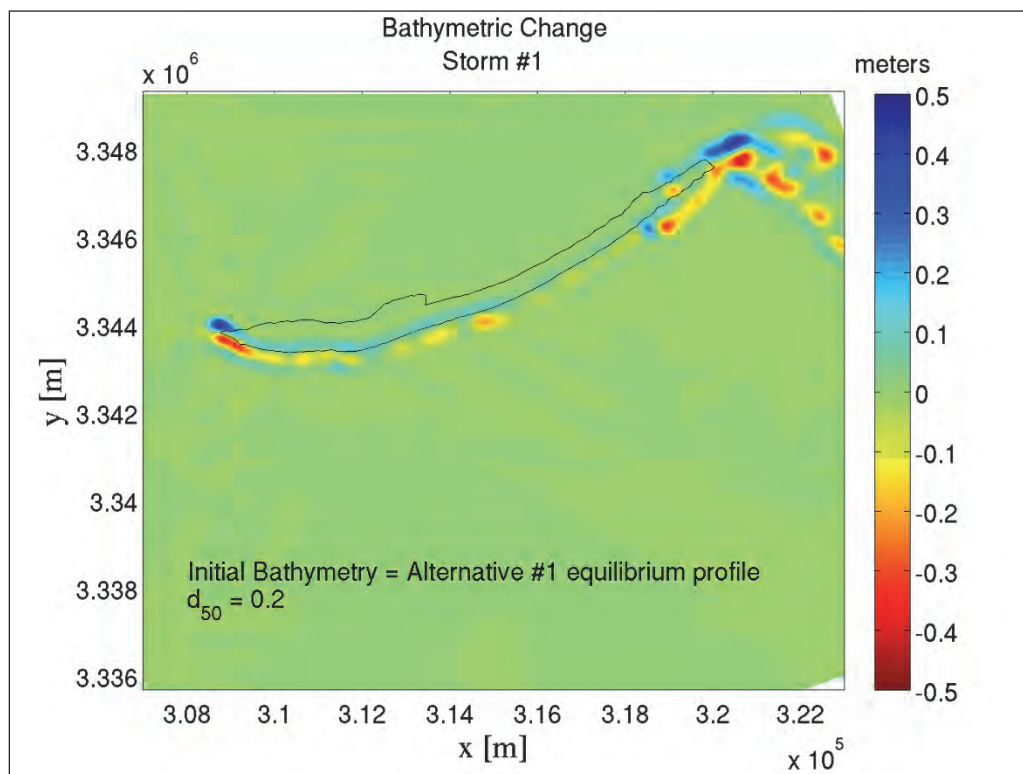 Bathymetric Change
Storm #1
x 10^6
meters
3.348
3.346
3.344
3.342
3.34
3.338
3.336
y [m]
Initial Bathymetry = Alternative #1 equilibrium profile
d_50 = 0.2
0.5
0.4
0.3
0.2
0.1
0
-0.1
-0.2
-0.3
-0.4
-0.5
3.08 3.1 3.12 3.14 3.16 3.18 3.2 3.22
x [m]
x 10^5